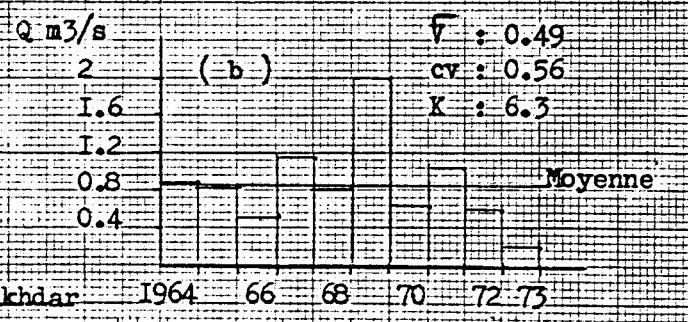 Q m3/s
V : 0.49
2
( b )
cv : 0.56
I.6
K : 6.3
I.2
0.8
Moyenne
0.4
khdar
I964 66 68 70 72 73